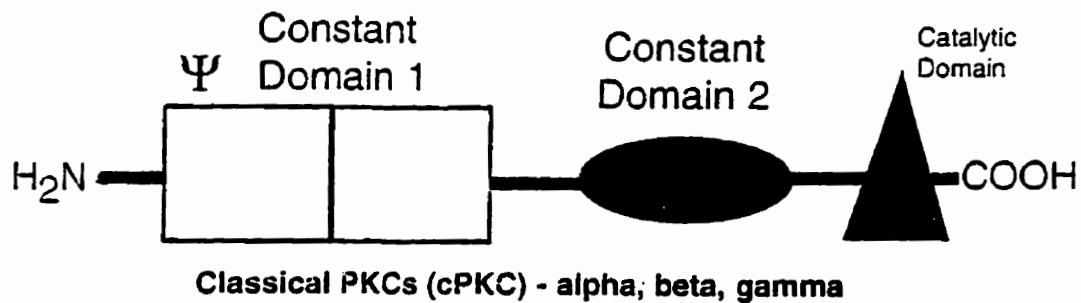 Ψ
Constant
Domain 1
Constant
Domain 2
Catalytic
Domain
H₂N
COOH
Classical PKCs (cPKC) - alpha; beta, gamma